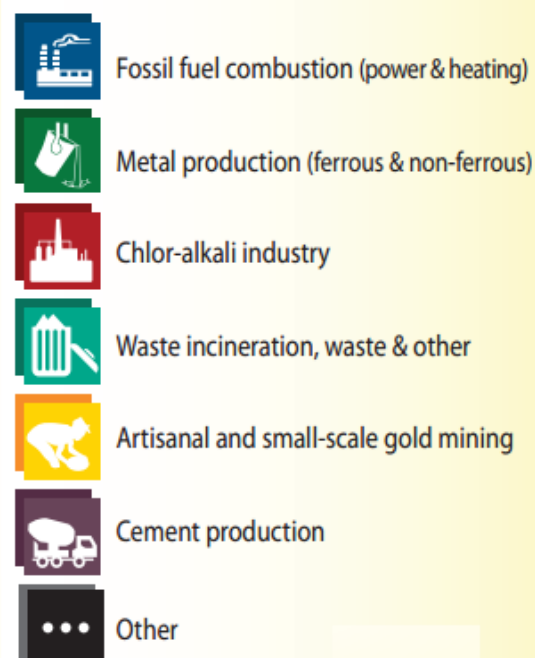 Fossil fuel combustion (power & heating)
Metal production (ferrous & non-ferrous)
Chlor-alkali industry
Waste incineration, waste & other
Artisanal and small-scale gold mining
Cement production
Other